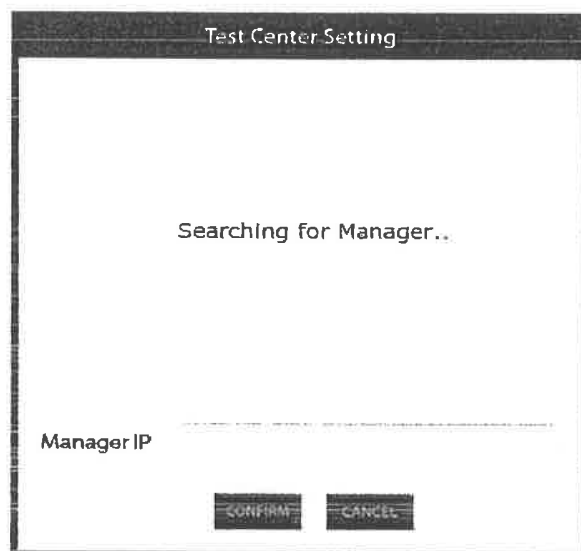 Test Center Setting
Searching for Manager..
Manager IP
CONFIRM CANCEL